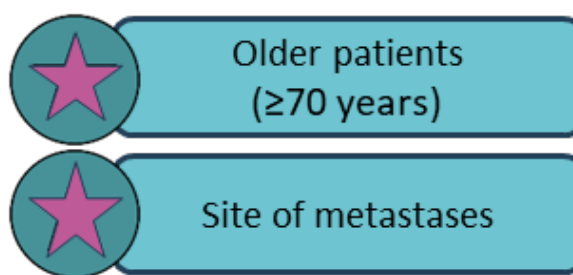 Older patients
(≥70 years)
Site of metastases